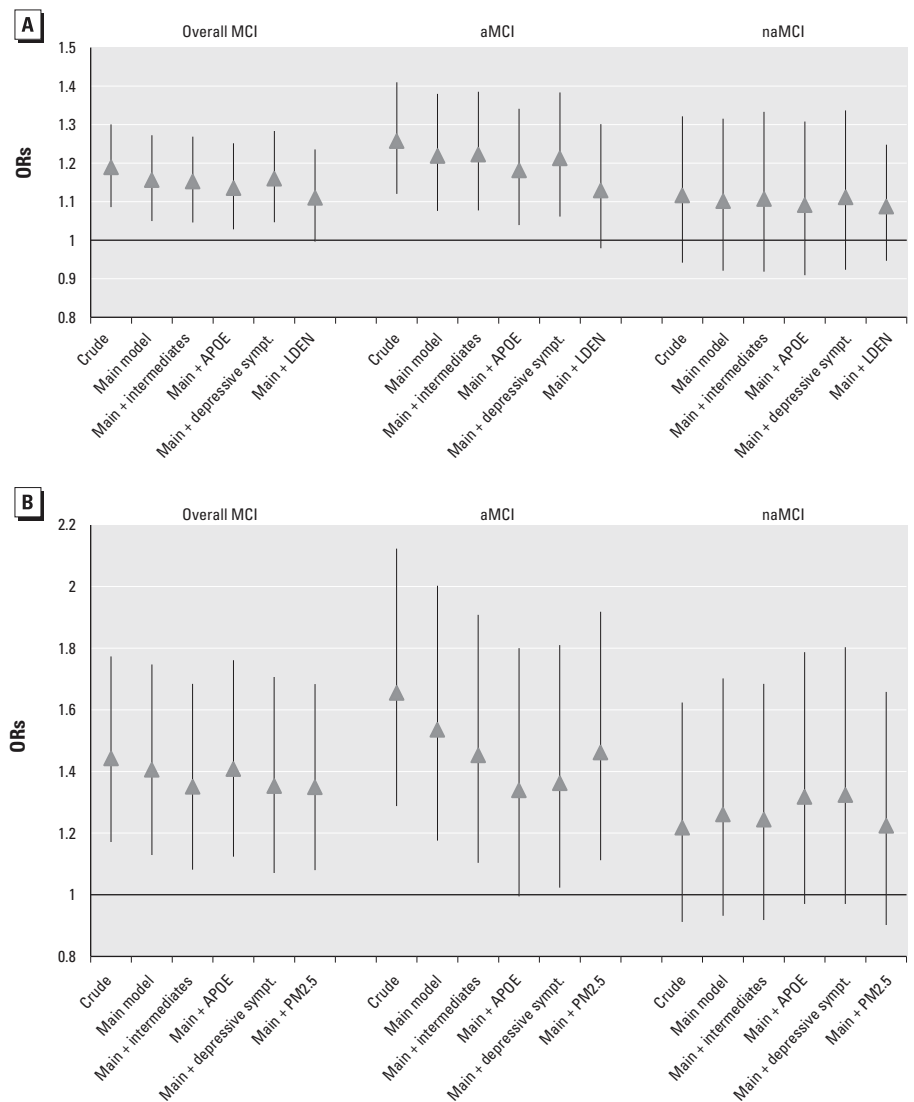 A
Overall MCI aMCI naMCI
1.5
1.4
1.3
1.2
1.1
1
0.9
0.8
ORs
Crude
Main model
Main + intermediates
Main + APOE
Main + depressive sympt.
Main + LDEN
Crude
Main model
Main + intermediates
Main + APOE
Main + depressive sympt.
Main + LDEN
Crude
Main model
Main + intermediates
Main + APOE
Main + depressive sympt.
Main + LDEN
B
Overall MCI aMCI naMCI
2.2
2
1.8
1.6
1.4
1.2
1
0.8
ORs
Crude
Main model
Main + intermediates
Main + APOE
Main + depressive sympt.
Main + PM2.5
Crude
Main model
Main + intermediates
Main + APOE
Main + depressive sympt.
Main + PM2.5
Crude
Main model
Main + intermediates
Main + APOE
Main + depressive sympt.
Main + PM2.5